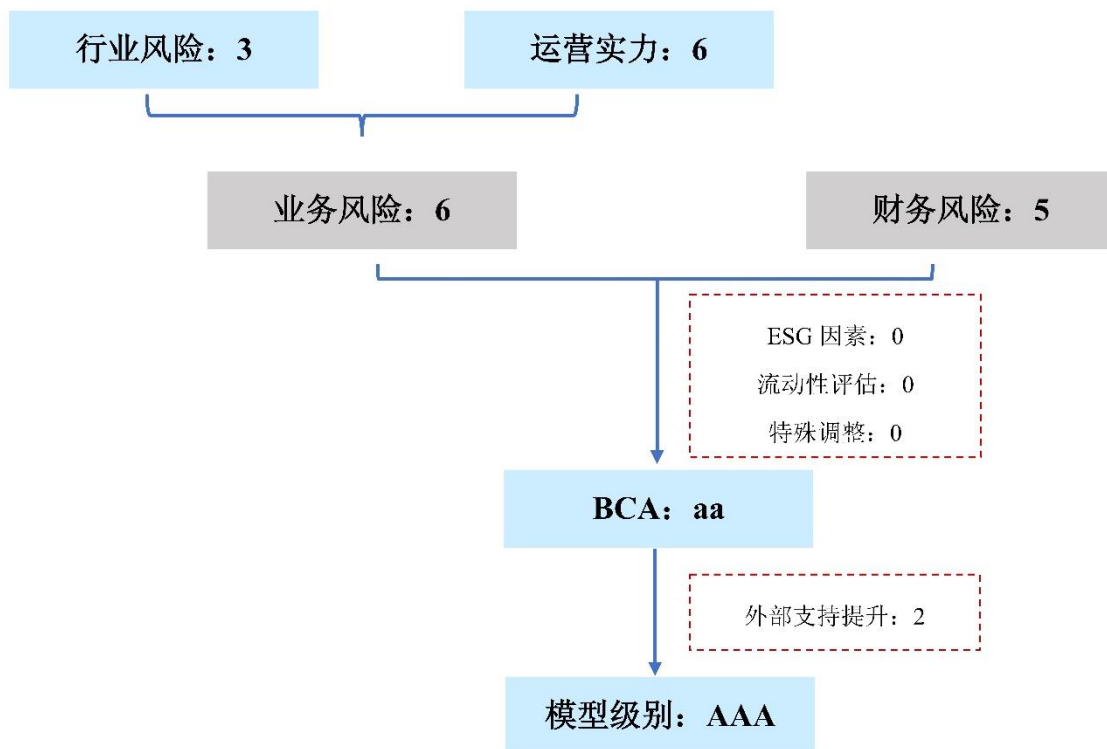 行业风险：3
运营实力：6
业务风险：6
财务风险：5
ESG 因素：0
流动性评估：0
特殊调整：0
BCA：aa
外部支持提升：2
模型级别：AAA